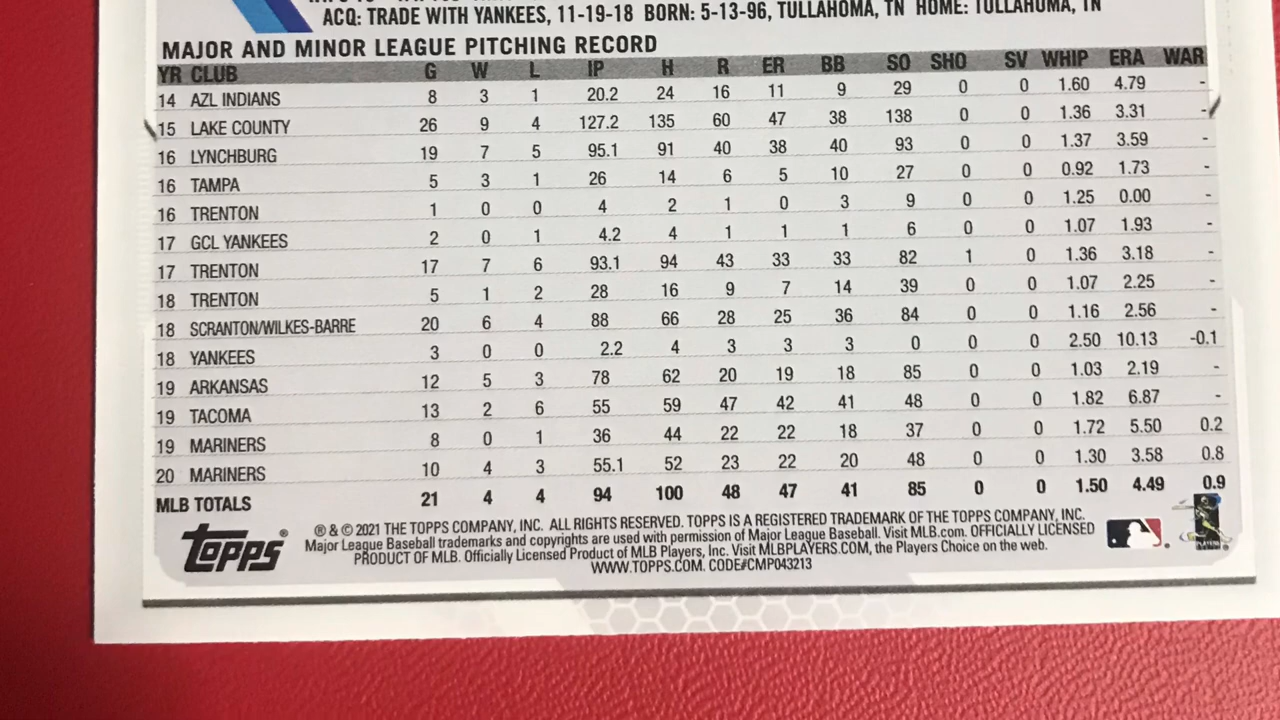 ACQ: TRADE WITH YANKEES, 11-19-18 BORN: 5-13-96, TULLAHOMA, TN HOME: TULLAHOMA, TN
MAJOR AND MINOR LEAGUE PITCHING RECORD
YR CLUB G W L IP H R ER BB SO SHO SV WHIP ERA WAR
14 AZL INDIANS 8 3 1 20.2 24 16 11 9 29 0 0 1.60 4.79 -
15 LAKE COUNTY 26 9 4 127.2 135 60 47 38 138 0 0 1.36 3.31 -
16 LYNCHBURG 19 7 5 95.1 91 40 38 40 93 0 0 1.37 3.59 -
16 TAMPA 5 3 1 26 14 6 5 10 27 0 0 0.92 1.73 -
16 TRENTON 1 0 0 4 2 1 0 3 9 0 0 1.25 0.00 -
17 GCL YANKEES 2 0 1 4.2 4 1 1 1 6 0 0 1.07 1.93 -
17 TRENTON 17 7 6 93.1 94 43 33 33 82 1 0 1.36 3.18 -
18 TRENTON 5 1 2 28 16 9 7 14 39 0 0 1.07 2.25 -
18 SCRANTON/WILKES-BARRE 20 6 4 88 66 28 25 36 84 0 0 1.16 2.56 -
18 YANKEES 3 0 0 2.2 4 3 3 3 0 0 0 2.50 10.13 -0.1
19 ARKANSAS 12 5 3 78 62 20 19 18 85 0 0 1.03 2.19 -
19 TACOMA 13 2 6 55 59 47 42 41 48 0 0 1.82 6.87 -
19 MARINERS 8 0 1 36 44 22 22 18 37 0 0 1.72 5.50 0.2
20 MARINERS 10 4 3 55.1 52 23 22 20 48 0 0 1.30 3.58 0.8
MLB TOTALS 21 4 4 94 100 48 47 41 85 0 0 1.50 4.49 0.9
TOPPS®
® & © 2021 THE TOPPS COMPANY, INC. ALL RIGHTS RESERVED. TOPPS IS A REGISTERED TRADEMARK OF THE TOPPS COMPANY, INC.
Major League Baseball trademarks and copyrights are used with permission of Major League Baseball. Visit MLB.com. OFFICIALLY LICENSED
PRODUCT OF MLB. Officially Licensed Product of MLB Players, Inc. Visit MLBPLAYERS.COM, the Players Choice on the web.
WWW.TOPPS.COM. CODE#CMP043213